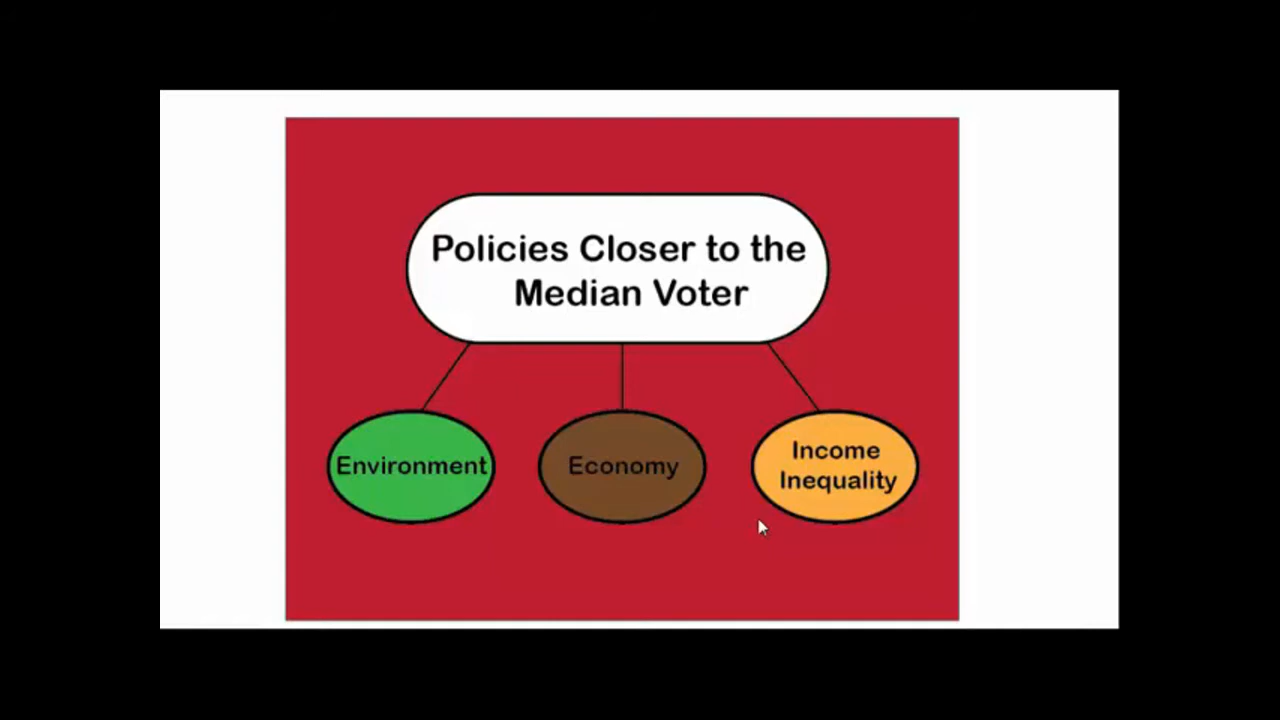 Policies Closer to the
Median Voter
Environment
Economy
Income
Inequality